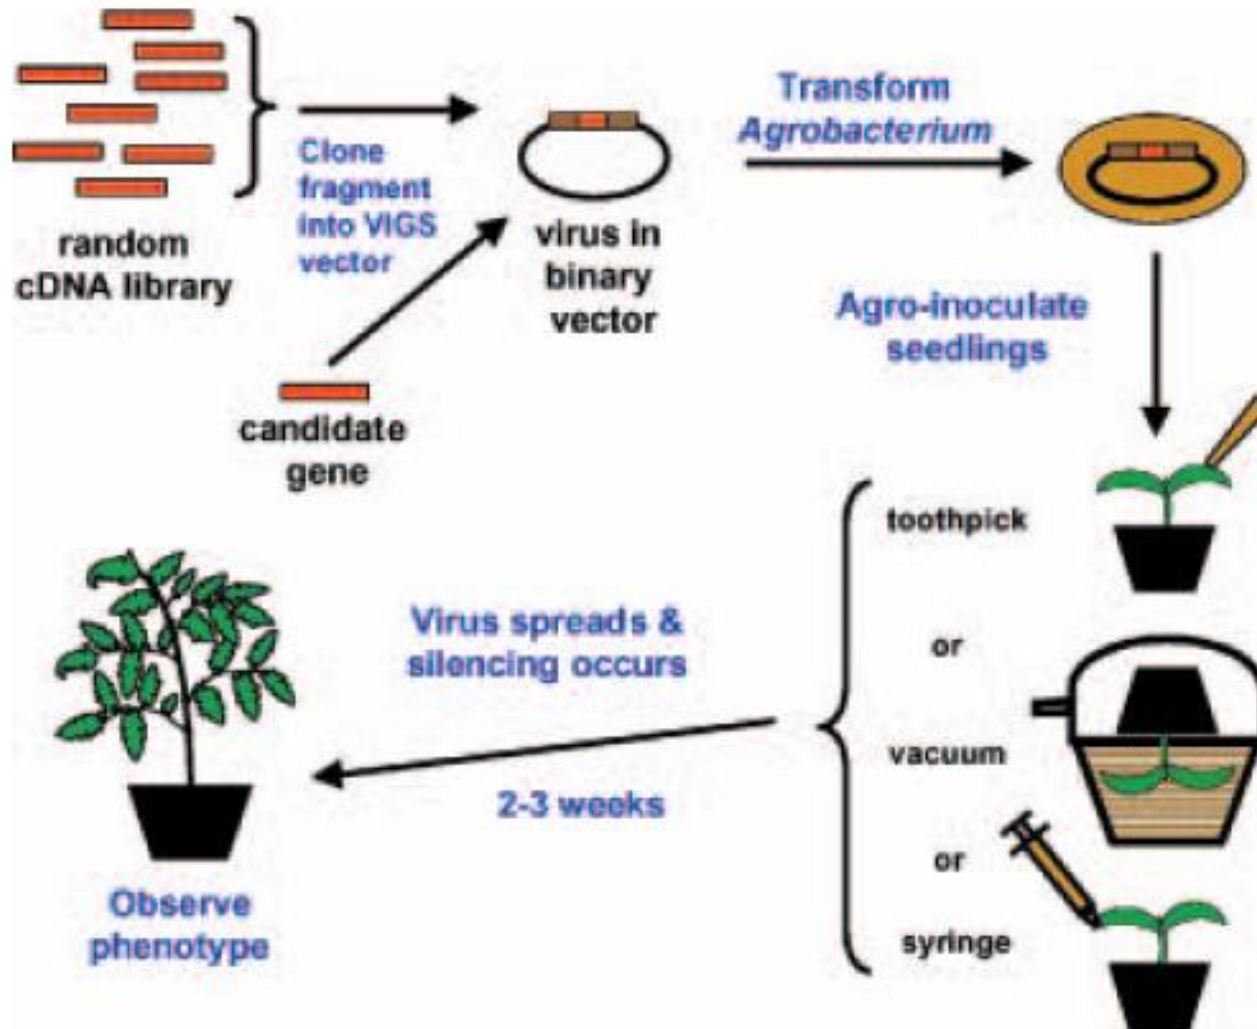 random
cDNA library
Clone
fragment
into VIGS
vector
candidate
gene
virus in
binary
vector
Transform
Agrobacterium
Agro-inoculate
seedlings
toothpick
or
vacuum
or
syringe
Virus spreads &
silencing occurs
2-3 weeks
Observe
phenotype